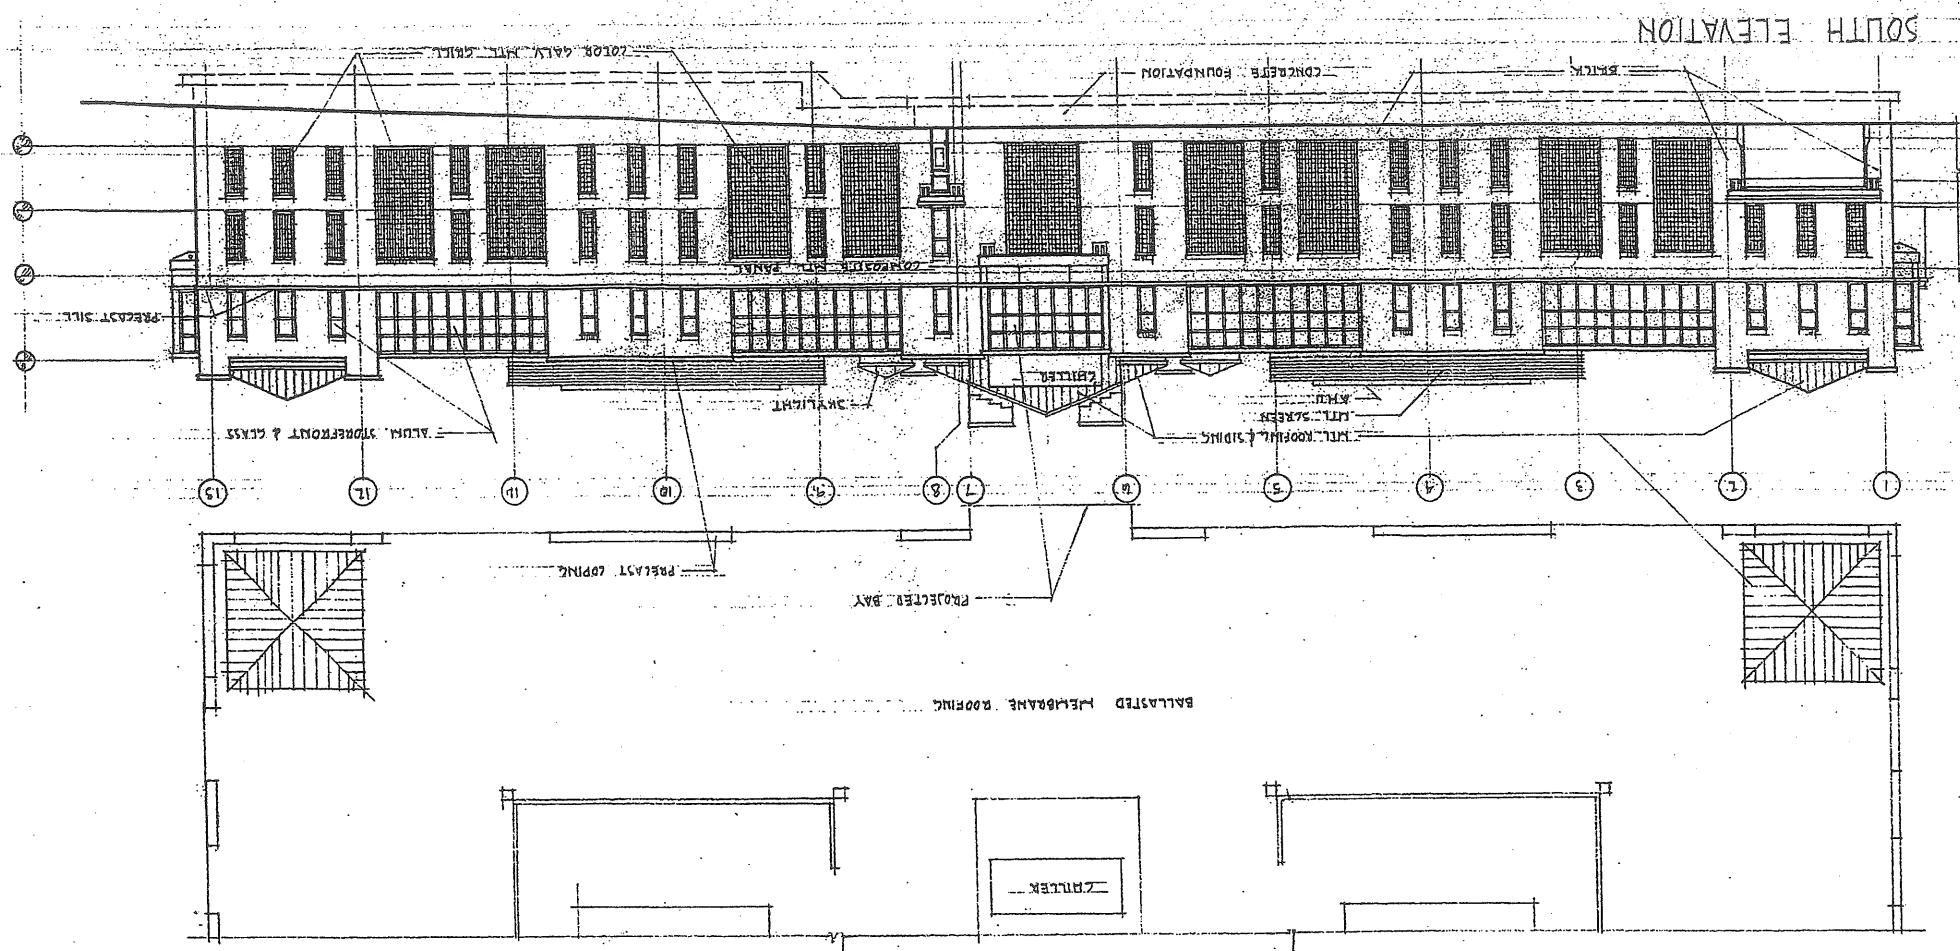 CHILLER
BALLASTED MEMBRANE ROOFING
PROJECTED BAY
PRECAST COPING
1 2 3 4 5 6 7 8 9 10 11 12 13
MTL ROOFING & SIDING
ALUM. STOREFRONT & GLASS
MTL SCREEN
AHU
SKYLIGHT
CHILLER
PRECAST SILL
COMPOSITE MTL PANEL
BRICK
CONCRETE FOUNDATION
COLOR GALV. MTL GRILL
SOUTH ELEVATION